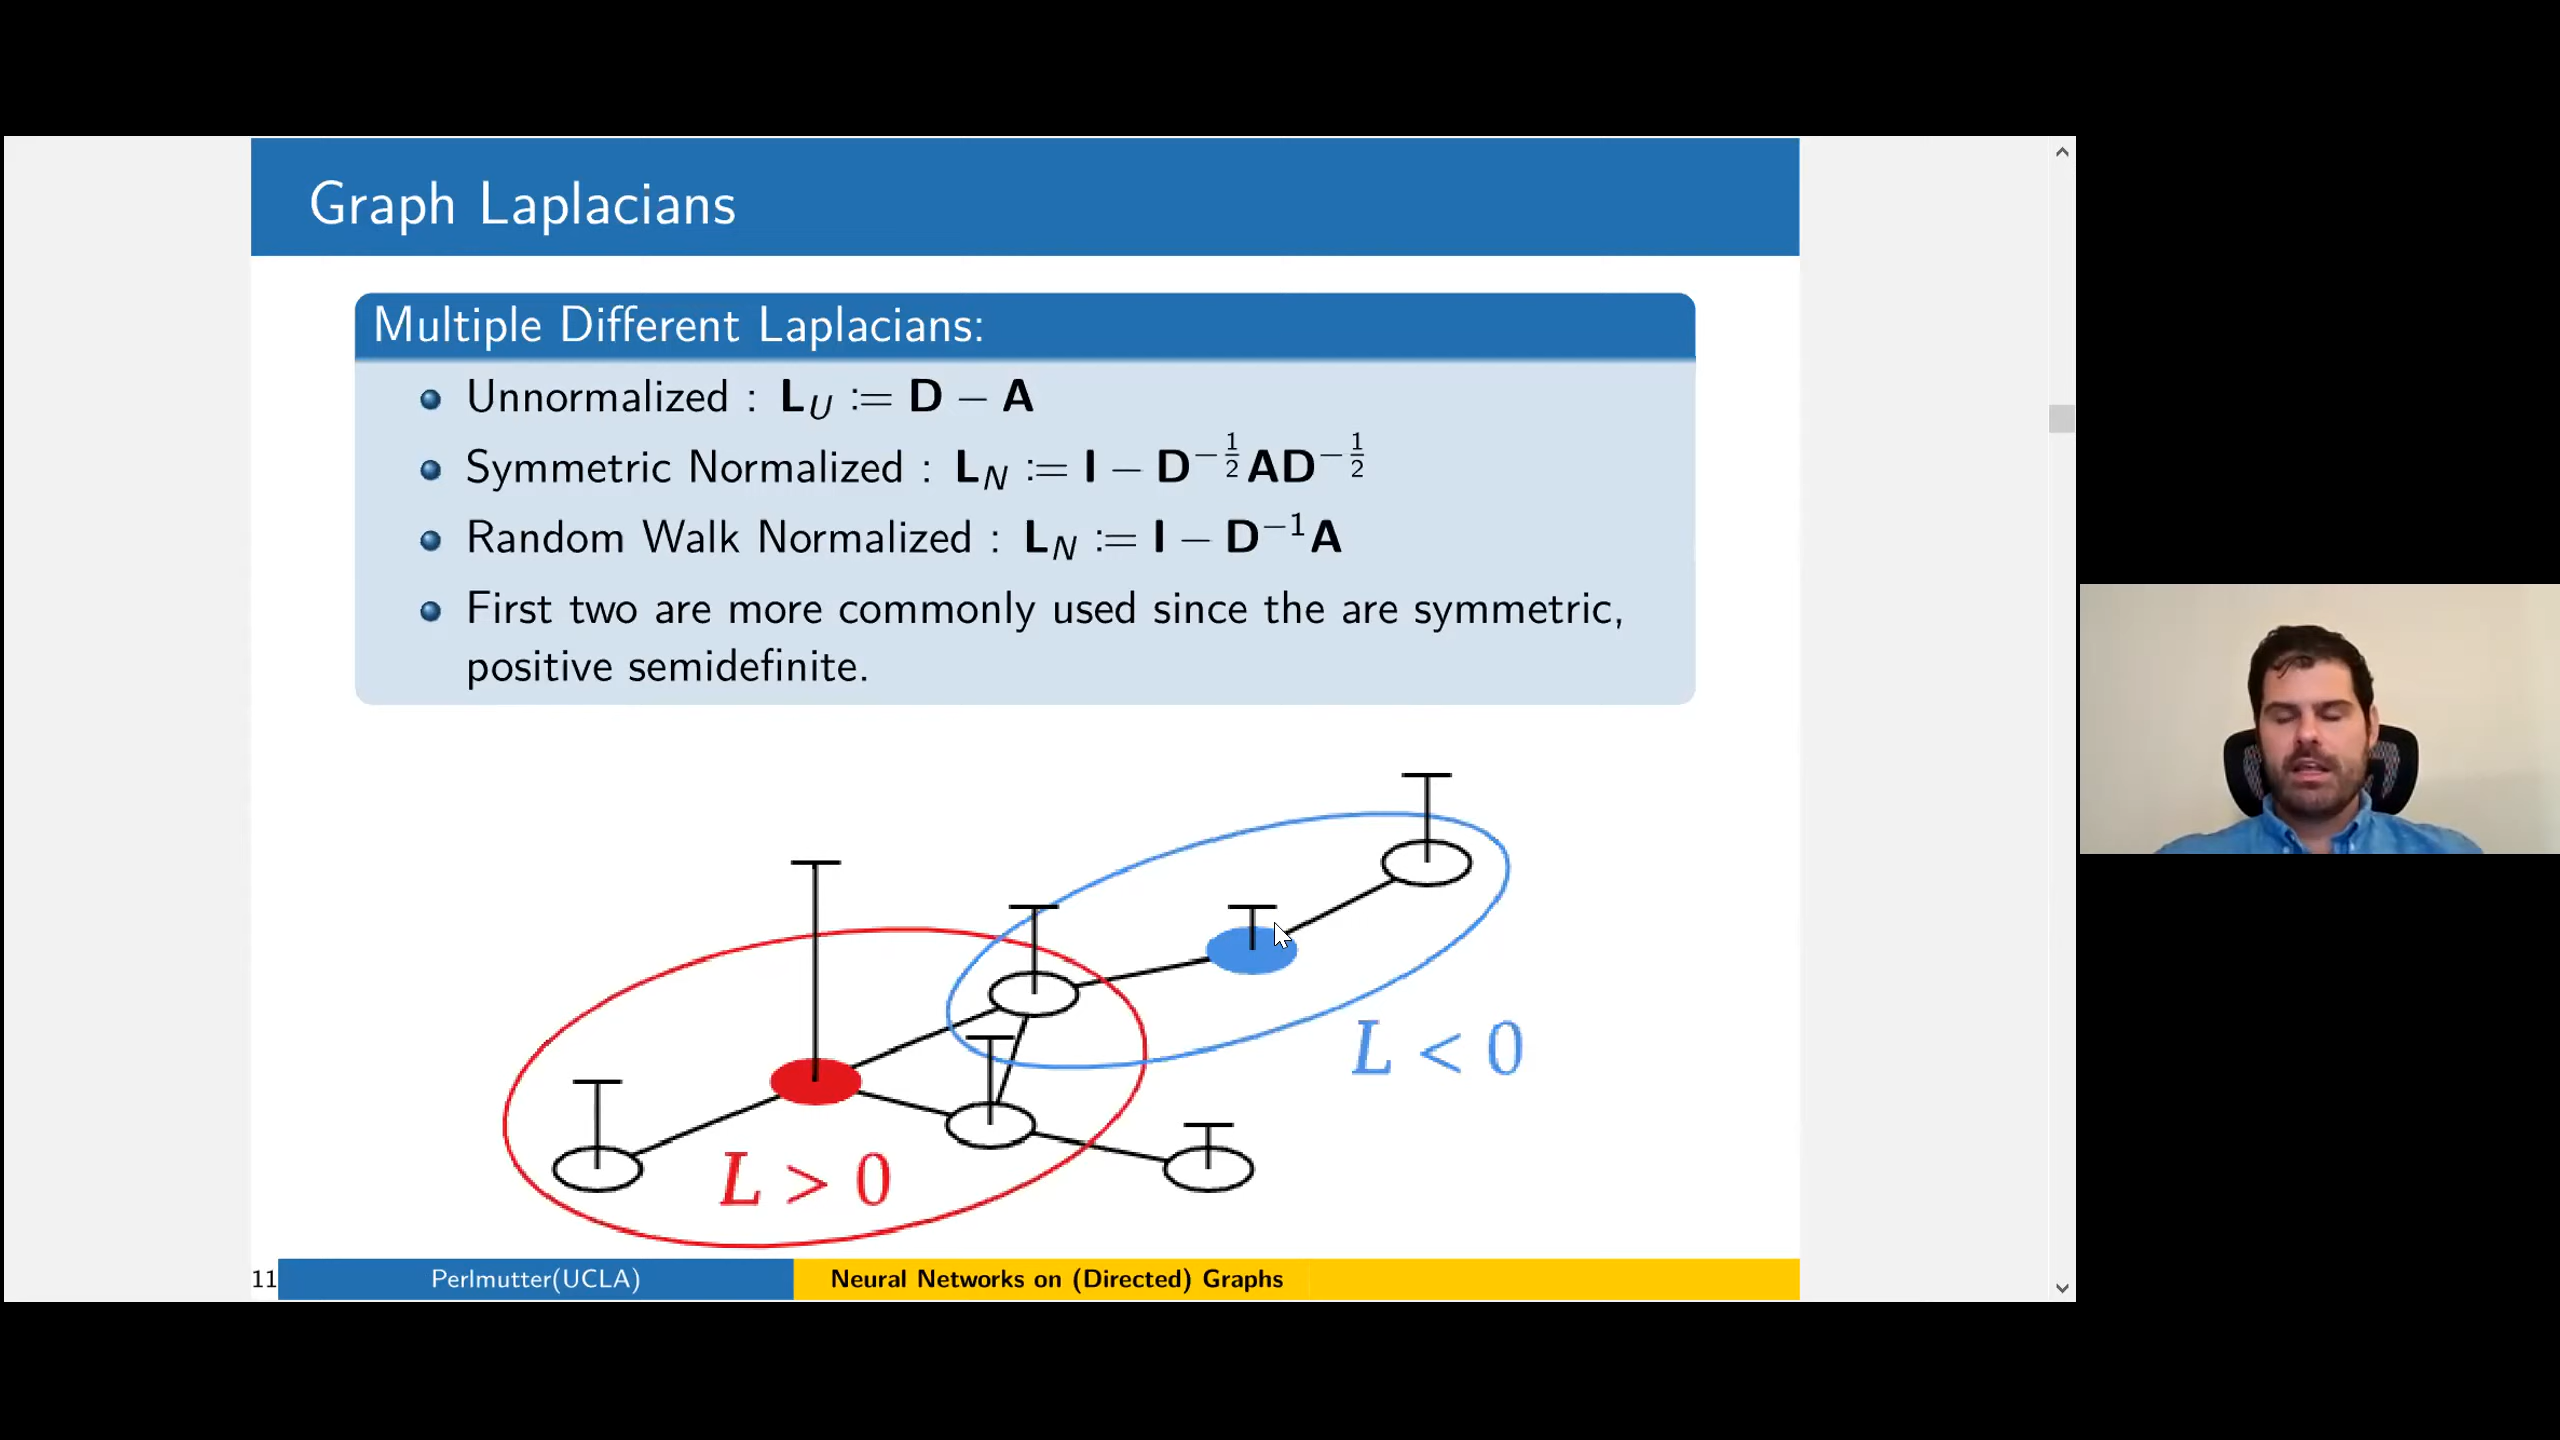 Graph Laplacians
Multiple Different Laplacians:
Unnormalized : L_U := D − A
Symmetric Normalized : L_N := I − D^{−1/2}AD^{−1/2}
Random Walk Normalized : L_N := I − D^{−1}A
First two are more commonly used since the are symmetric,
positive semidefinite.
L < 0
L > 0
11 Perlmutter(UCLA) Neural Networks on (Directed) Graphs